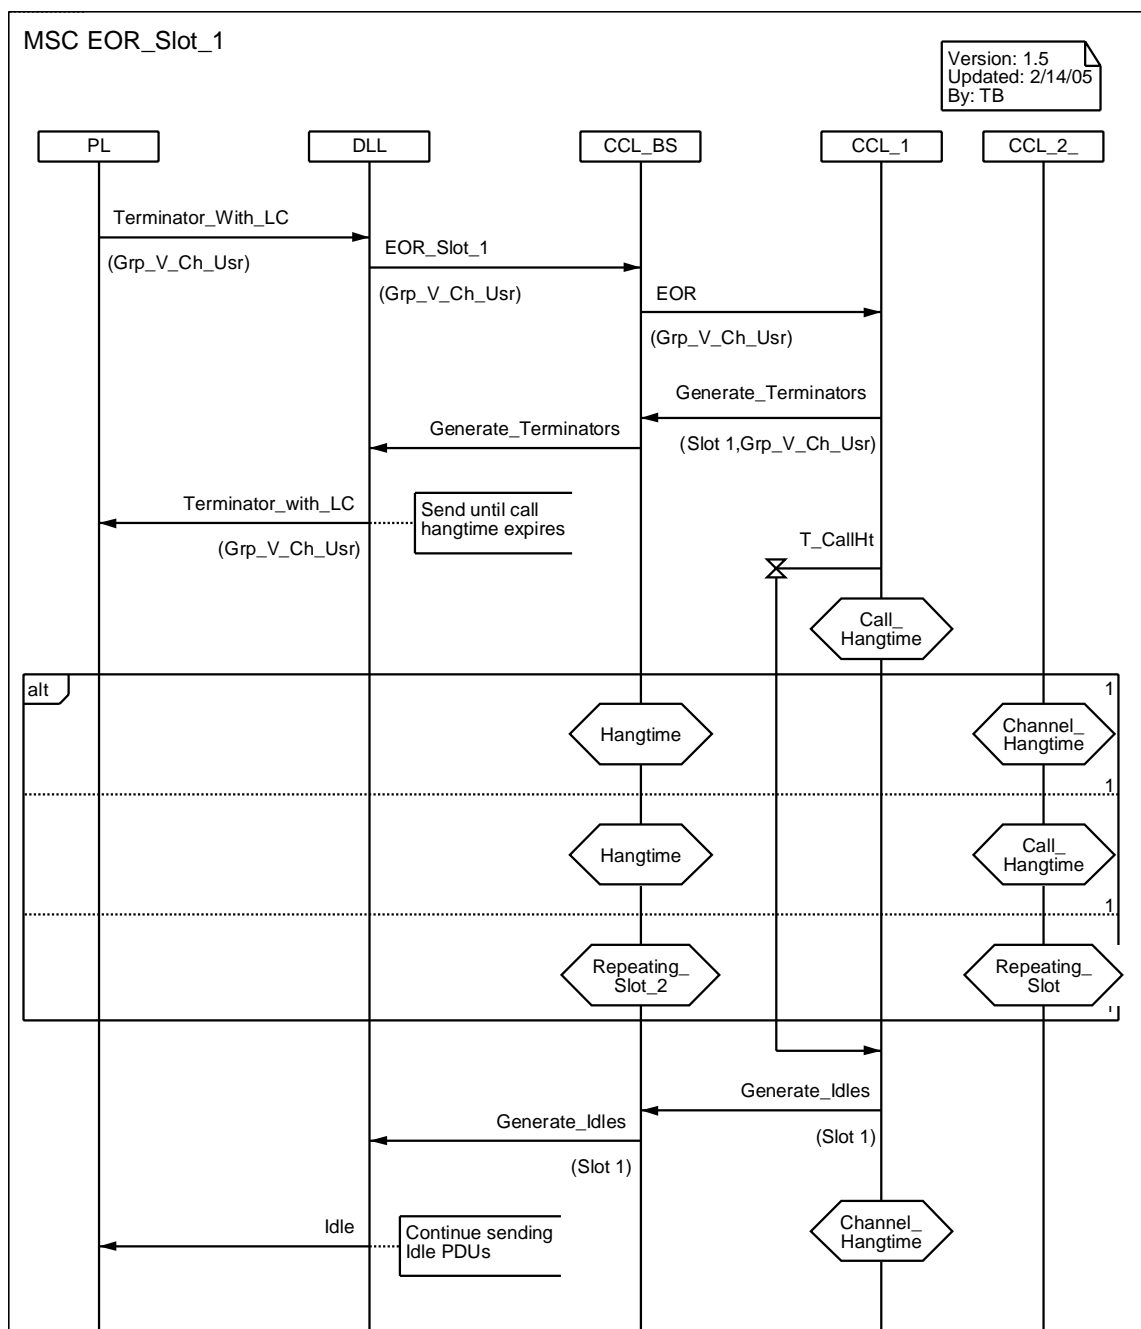 MSC EOR_Slot_1
Version: 1.5
Updated: 2/14/05
By: TB
PL
DLL
CCL_BS
CCL_1
CCL_2_
Terminator_With_LC
(Grp_V_Ch_Usr)
EOR_Slot_1
(Grp_V_Ch_Usr)
EOR
(Grp_V_Ch_Usr)
Generate_Terminators
(Slot 1,Grp_V_Ch_Usr)
Generate_Terminators
Terminator_with_LC
(Grp_V_Ch_Usr)
Send until call
hangtime expires
T_CallHt
Call_
Hangtime
alt
1
Hangtime
Channel_
Hangtime
1
Hangtime
Call_
Hangtime
1
Repeating_
Slot_2
Repeating_
Slot
Generate_Idles
(Slot 1)
Generate_Idles
(Slot 1)
Idle
Continue sending
Idle PDUs
Channel_
Hangtime